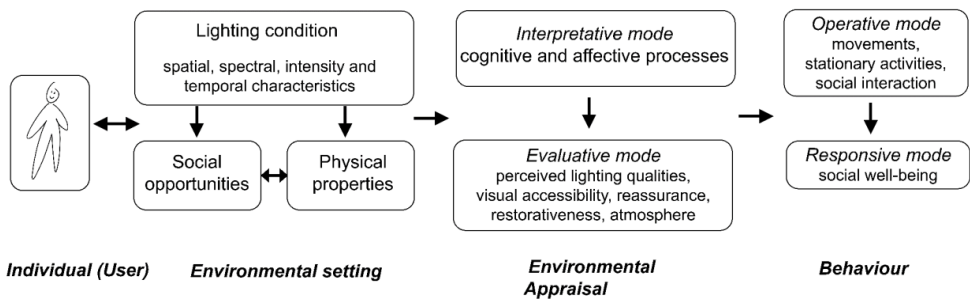 Lighting condition
spatial, spectral, intensity and
temporal characteristics
Social
opportunities
Physical
properties
Interpretative mode
cognitive and affective processes
Evaluative mode
perceived lighting qualities,
visual accessibility, reassurance,
restorativeness, atmosphere
Operative mode
movements,
stationary activities,
social interaction
Responsive mode
social well-being
Individual (User)
Environmental setting
Environmental
Appraisal
Behaviour